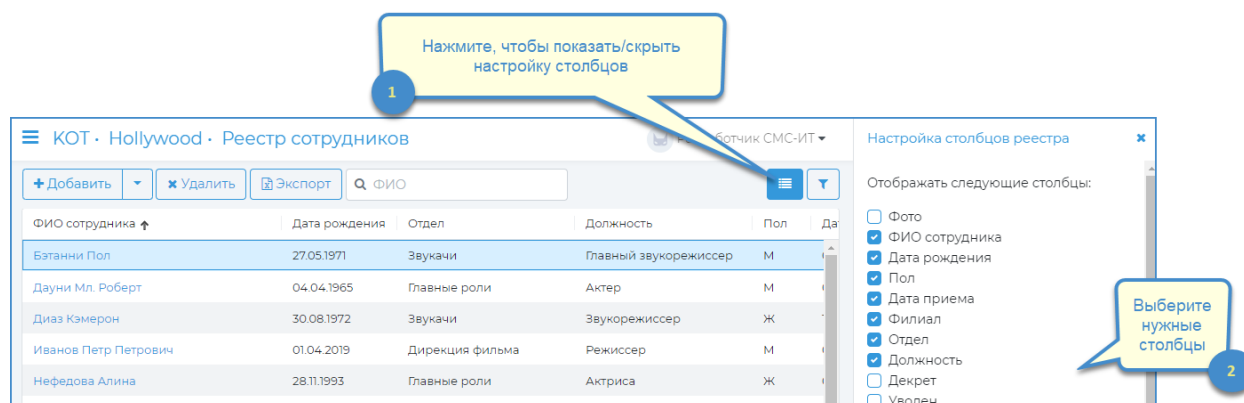 Нажмите, чтобы показать/скрыть
настройку столбцов
1
КОТ · Hollywood · Реестр сотрудников
ботчик СМС-ИТ
Настройка столбцов реестра
Добавить
Удалить
Экспорт
ФИО
Отображать следующие столбцы:
ФИО сотрудника Дата рождения Отдел Должность Пол
Бэтанни Пол 27.05.1971 Звукачи Главный звукорежиссер М
Дауни Мл. Роберт 04.04.1965 Главные роли Актер М
Диаз Кэмерон 30.08.1972 Звукачи Звукорежиссер Ж
Иванов Петр Петрович 01.04.2019 Дирекция фильма Режиссер М
Нефедова Алина 28.11.1993 Главные роли Актриса Ж
Фото
ФИО сотрудника
Дата рождения
Пол
Дата приема
Филиал
Отдел
Должность
Декрет
Уволен
Выберите
нужные
столбцы
2